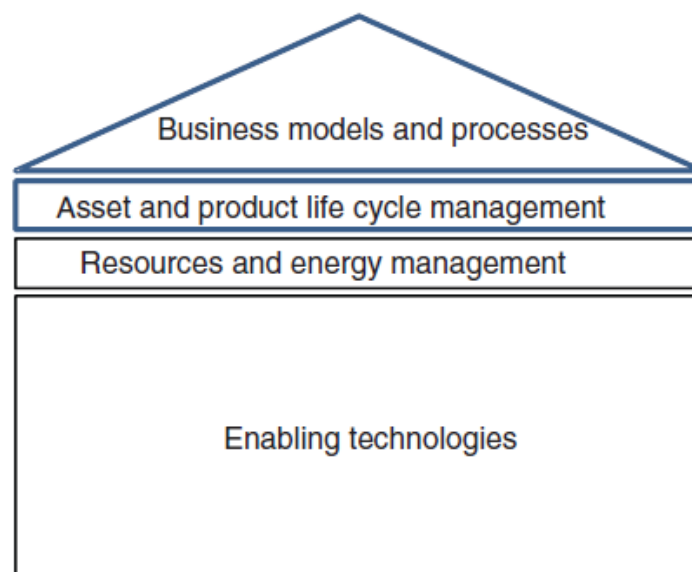 Business models and processes
Asset and product life cycle management
Resources and energy management
Enabling technologies